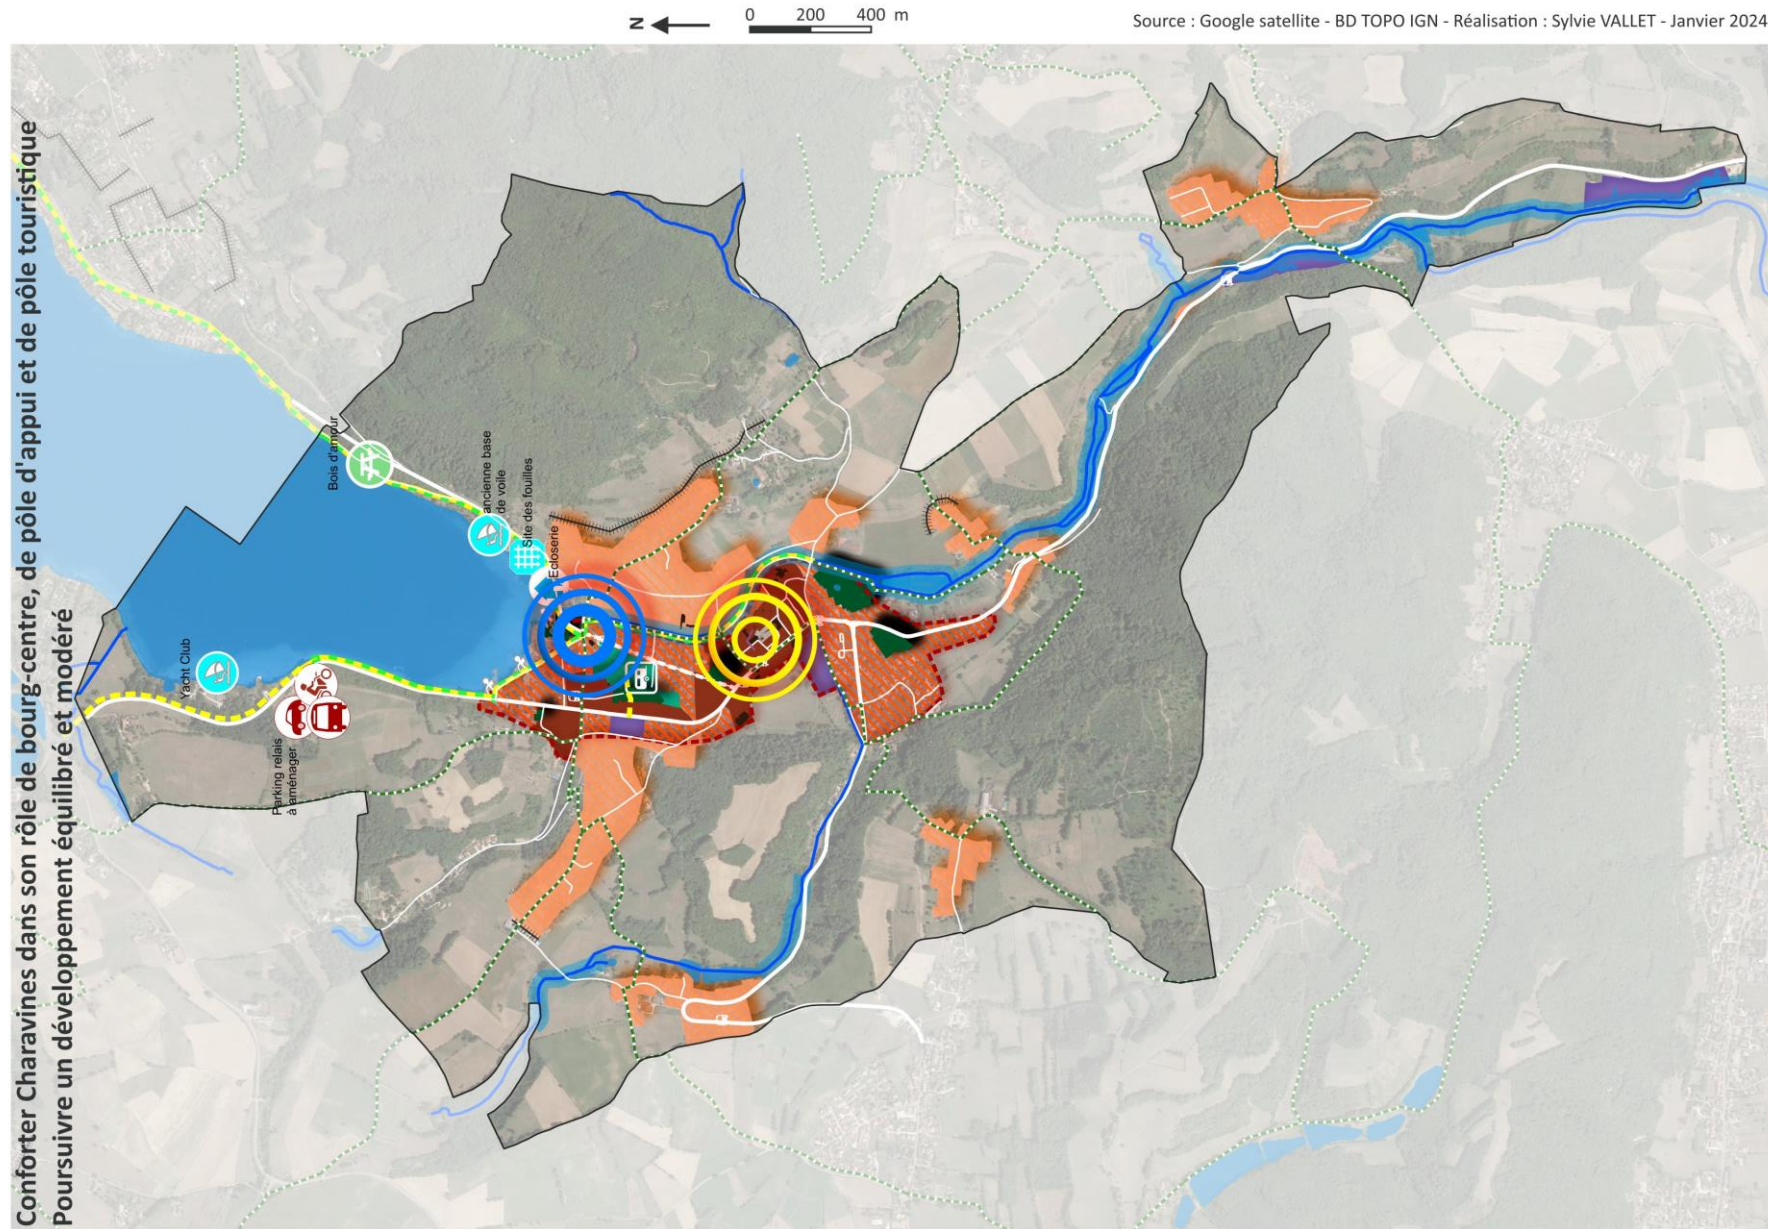 Conforter Charavines dans son rôle de bourg-centre, de pôle d'appui et de pôle touristique
Poursuivre un développement équilibré et modéré
N
0 200 400 m
Source : Google satellite - BD TOPO IGN - Réalisation : Sylvie VALLET - Janvier 2024
Bois d'amour
ancienne base
de voile
Site des fouilles
Ecloserie
Yacht Club
Parking relais
à aménager